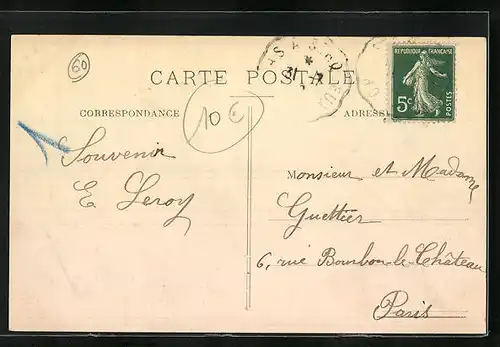 60
CARTE POSTALE
RÉPUBLIQUE FRANÇAISE
5c
POSTES
CORRESPONDANCE
10 €
ADRESSE
Souvenir
E Leroy
Monsieur et Madame
Guettier
6, rue Bourbon-le-Château
Paris